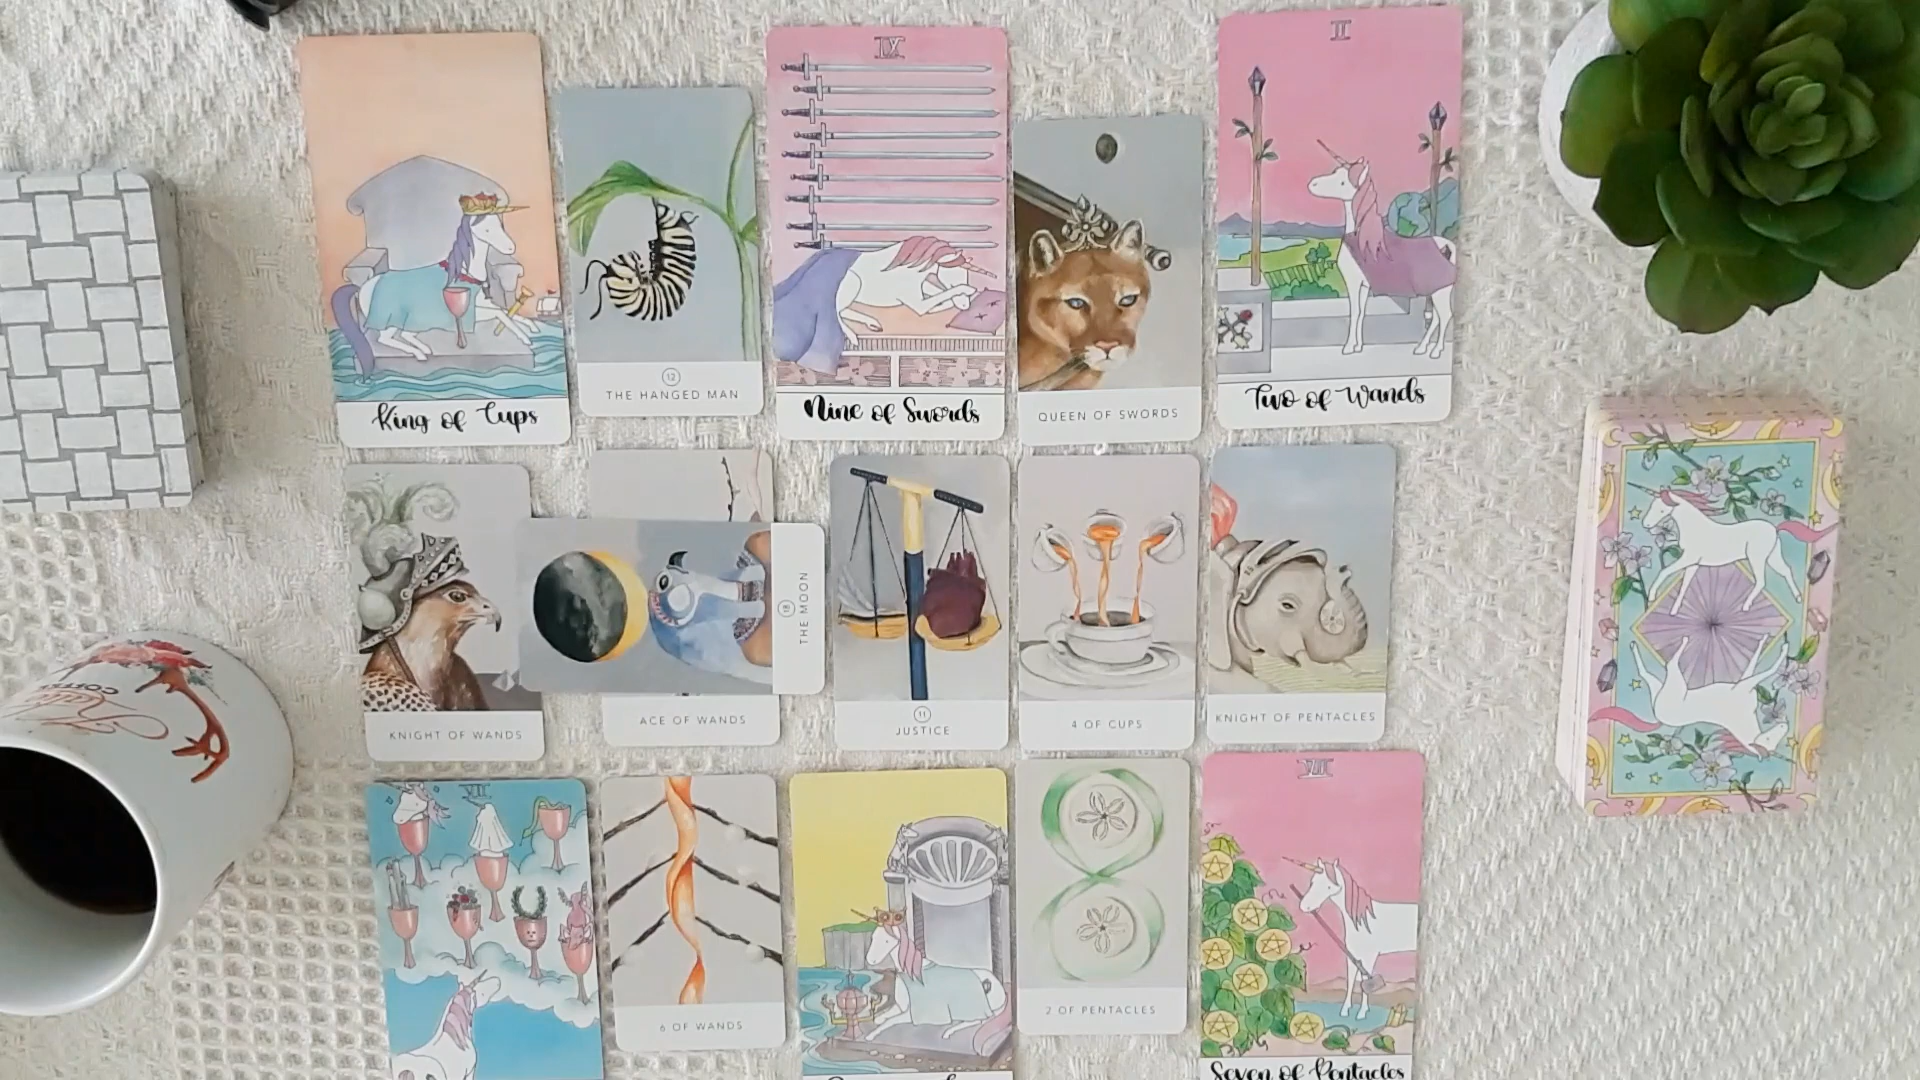 IX
II
King of Cups
12
THE HANGED MAN
Nine of Swords
QUEEN OF SWORDS
Two of Wands
KNIGHT OF WANDS
ACE OF WANDS
18
THE MOON
11
JUSTICE
4 OF CUPS
KNIGHT OF PENTACLES
VII
VII
6 OF WANDS
2 OF PENTACLES
Seven of Pentacles